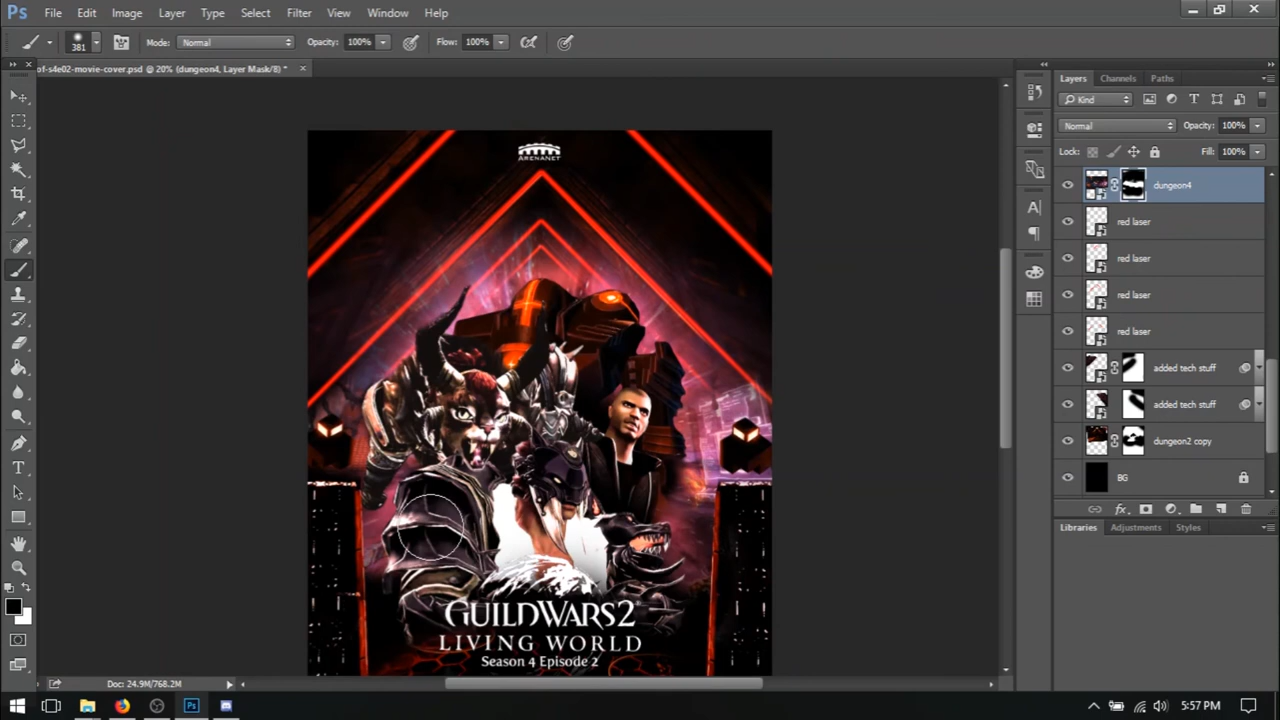 Ps File Edit Image Layer Type Select Filter View Window Help
381 Mode: Normal Opacity: 100% Flow: 100%
of-s4e02-movie-cover.psd @ 20% (dungeon4, Layer Mask/8) *
Layers Channels Paths
Kind
Normal Opacity: 100%
Lock: Fill: 100%
dungeon4
red laser
red laser
red laser
red laser
added tech stuff
added tech stuff
dungeon2 copy
BG
fx
Libraries Adjustments Styles
ARENANET
GUILDWARS2
LIVING WORLD
Season 4 Episode 2
Doc: 24.9M/768.2M
Ps
5:57 PM